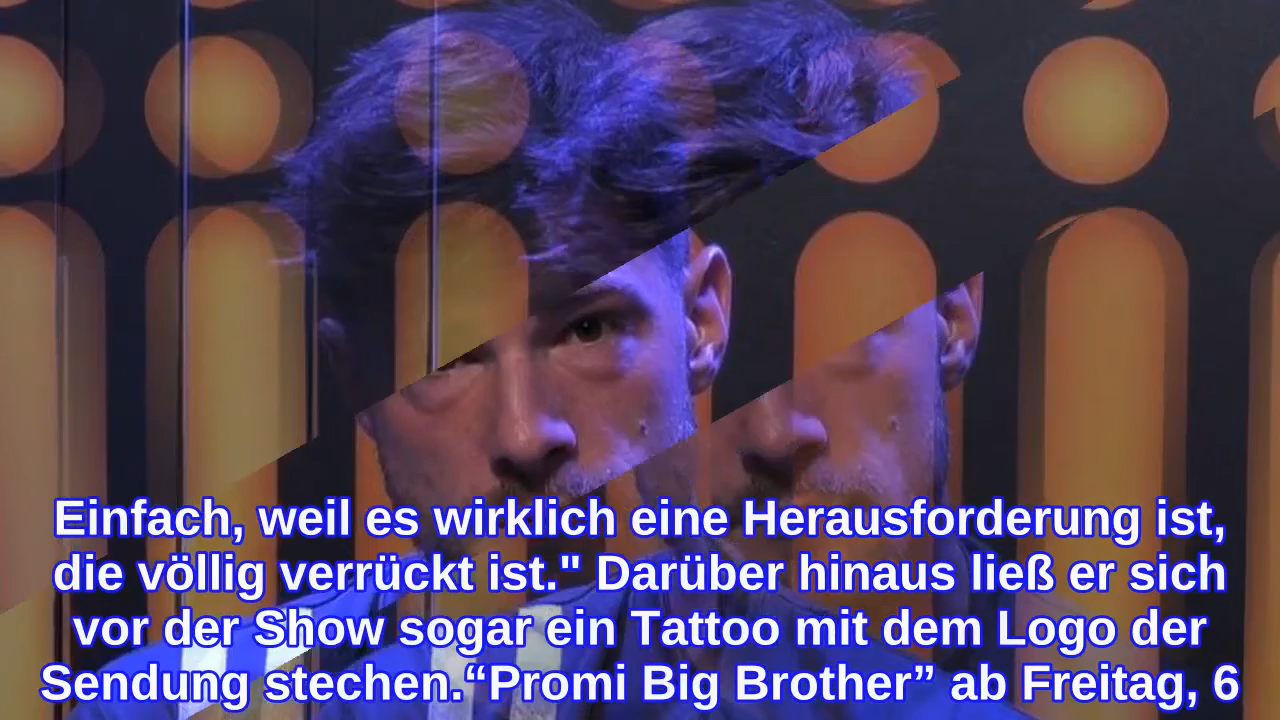 Einfach, weil es wirklich eine Herausforderung ist,
die völlig verrückt ist." Darüber hinaus ließ er sich
vor der Show sogar ein Tattoo mit dem Logo der
Sendung stechen.“Promi Big Brother” ab Freitag, 6